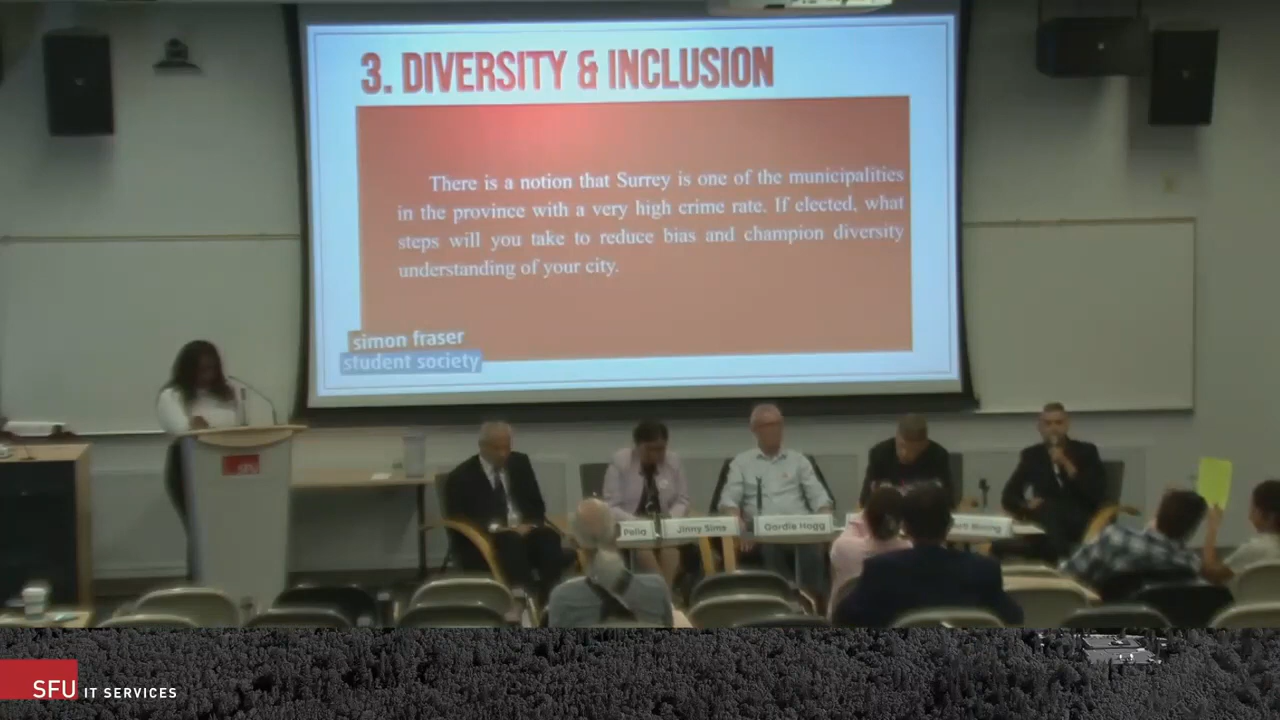 3. DIVERSITY & INCLUSION
There is a notion that Surrey is one of the municipalities
in the province with a very high crime rate. If elected, what
steps will you take to reduce bias and champion diversity
understanding of your city.
simon fraser
student society
SFU
Pelia
Jinny Sims
Gordie Hogg
SFU IT SERVICES